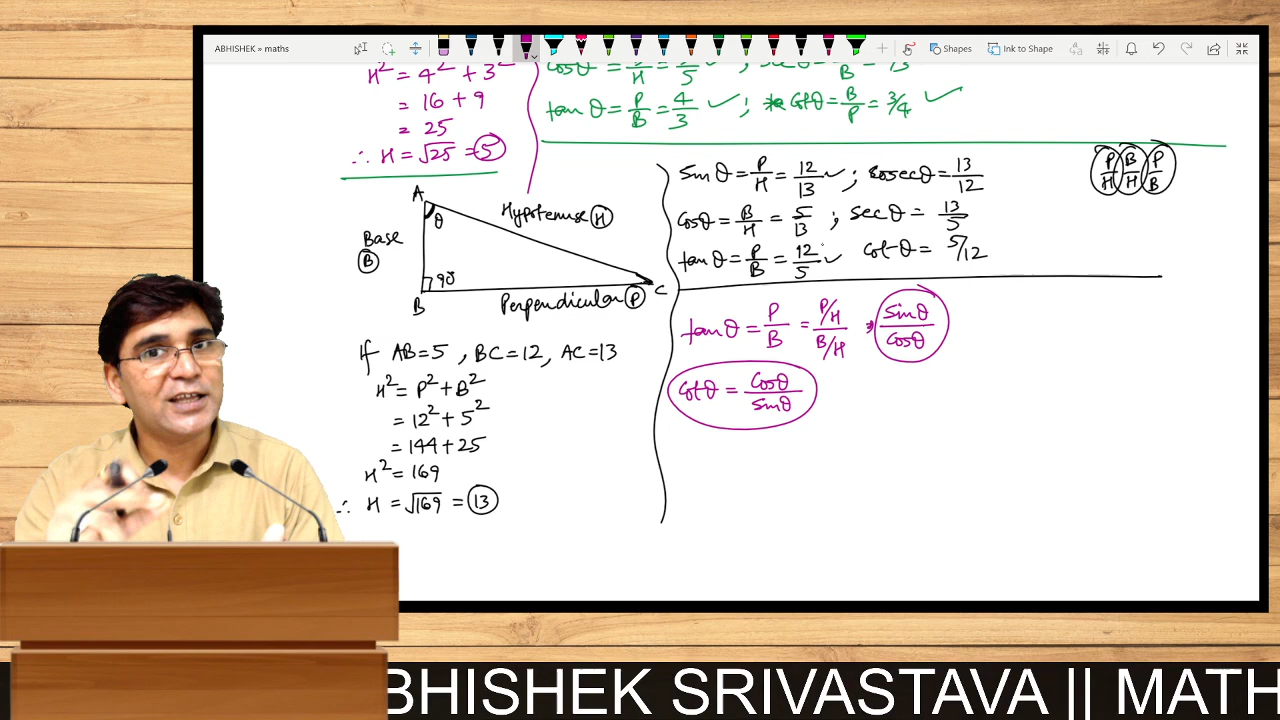 ABHISHEK » maths
Shapes
Ink to Shape
H² = 4² + 3²
= 16 + 9
= 25
∴ H = √25 = 5
tan θ = P/B = 4/3 ✓ ; cot θ = B/P = 3/4 ✓
A
θ
Hypotenuse H
Base
B
90°
B
Perpendicular P
C
If AB = 5 , BC = 12, AC = 13
H² = P² + B²
= 12² + 5²
= 144 + 25
H² = 169
∴ H = √169 = 13
sin θ = P/H = 12/13 ✓ ; cosec θ = 13/12
P/H B/H P/B
cos θ = B/H = 5/13 ; sec θ = 13/5
tan θ = P/B = 12/5 ✓ cot θ = 5/12
tan θ = P/B = P/H / B/H = sin θ / cos θ
cot θ = cos θ / sin θ
BHISHEK SRIVASTAVA || MATH